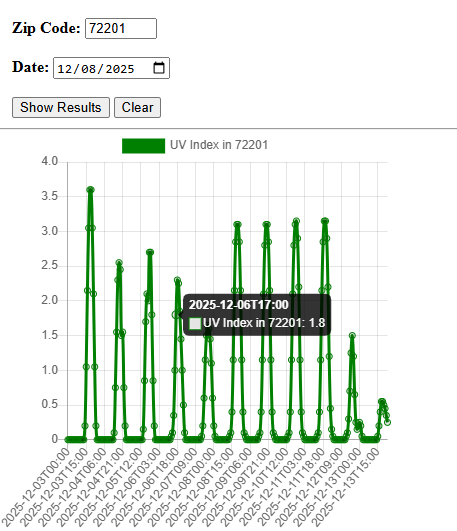 Zip Code: 72201
Date: 12/08/2025
Show Results Clear
UV Index in 72201
4.0
3.5
3.0
2.5
2.0
1.5
1.0
0.5
0
2025-12-06T17:00
UV Index in 72201: 1.8
2025-12-03T00:00
2025-12-03T15:00
2025-12-04T06:00
2025-12-04T21:00
2025-12-05T12:00
2025-12-06T03:00
2025-12-06T18:00
2025-12-07T09:00
2025-12-08T00:00
2025-12-08T15:00
2025-12-09T06:00
2025-12-09T21:00
2025-12-10T12:00
2025-12-11T03:00
2025-12-11T18:00
2025-12-12T09:00
2025-12-13T00:00
2025-12-13T15:00